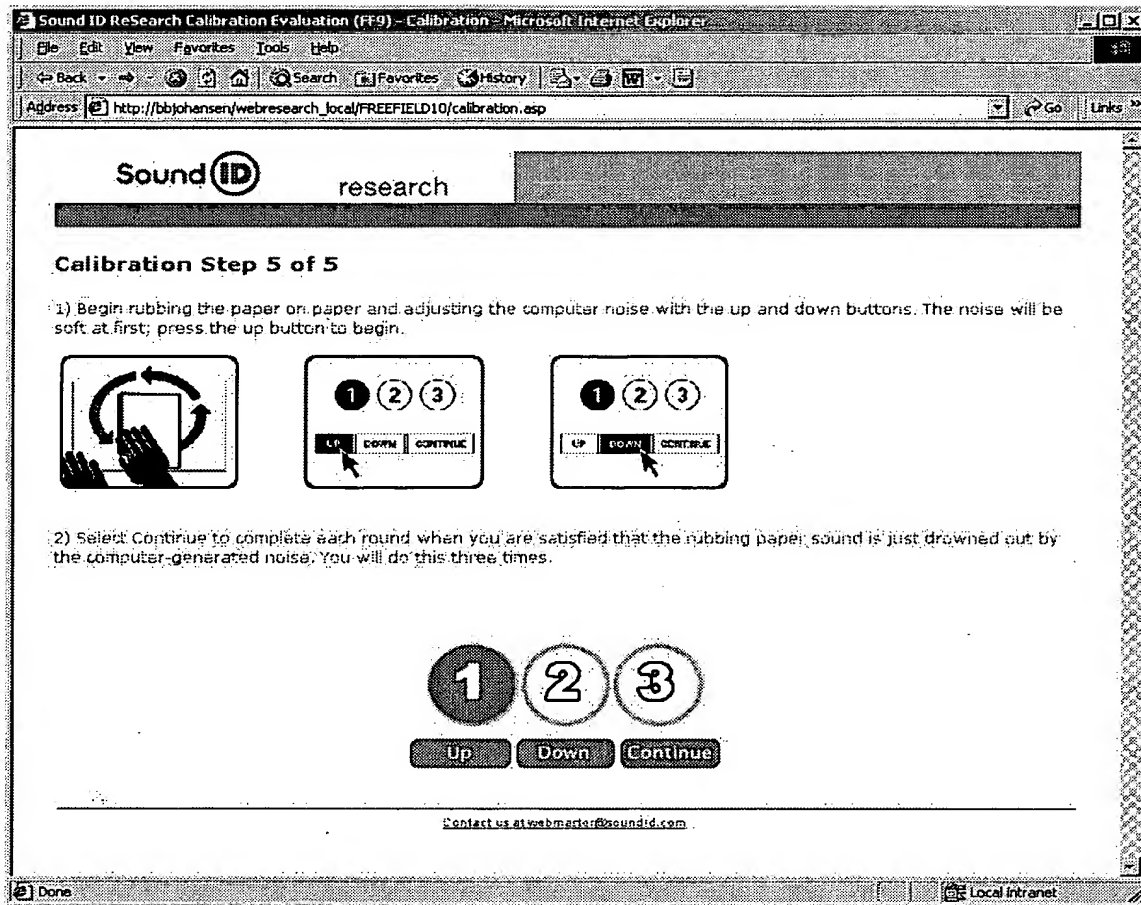 Sound ID ReSearch Calibration Evaluation (FF9) - Calibration - Microsoft Internet Explorer
File Edit View Favorites Tools Help
Back Search Favorites History
Address http://bbjohansen/webresearch_local/FREEFIELD10/calibration.asp Go Links »
Sound ID research
Calibration Step 5 of 5
1) Begin rubbing the paper on paper and adjusting the computer noise with the up and down buttons. The noise will be
soft at first; press the up button to begin.
1 2 3 1 2 3
UP DOWN CONTINUE UP DOWN CONTINUE
2) Select Continue to complete each round when you are satisfied that the rubbing paper sound is just drowned out by
the computer-generated noise. You will do this three times.
1 2 3
Up Down Continue
Contact us at webmaster@soundid.com
Done Local intranet